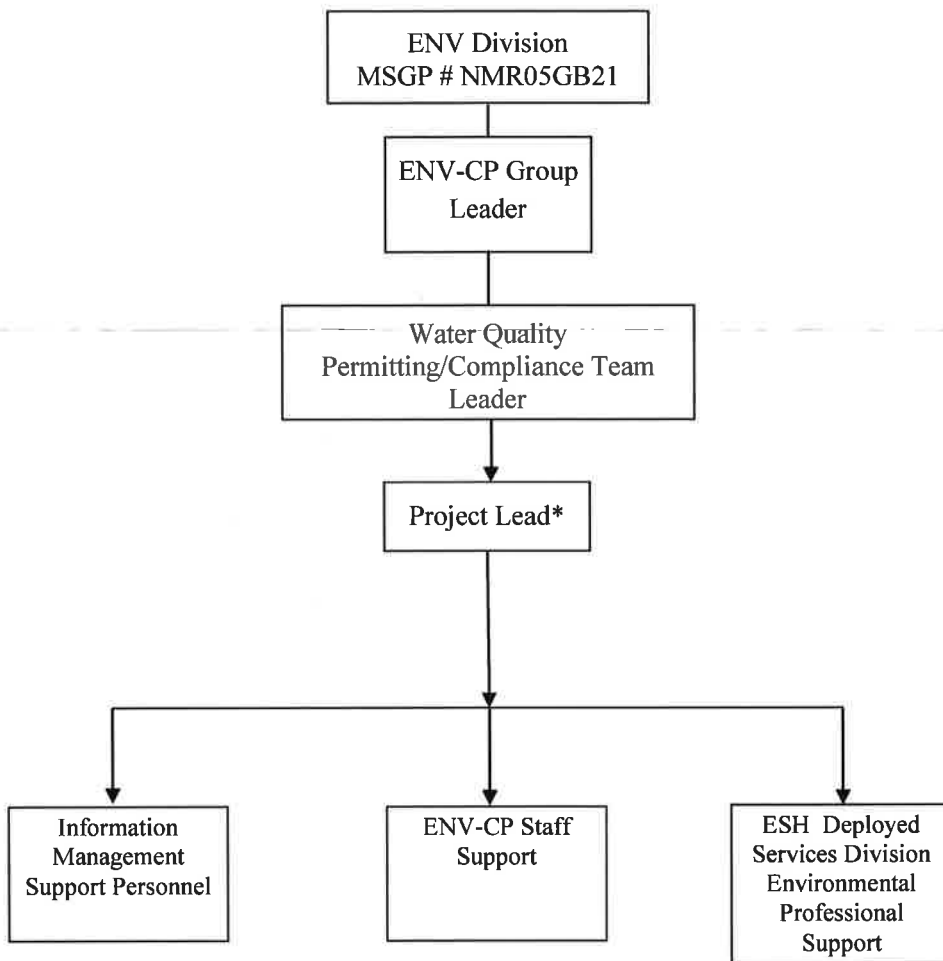 ENV Division
MSGP # NMR05GB21
ENV-CP Group
Leader
Water Quality
Permitting/Compliance Team
Leader
Project Lead*
Information
Management
Support Personnel
ENV-CP Staff
Support
ESH Deployed
Services Division
Environmental
Professional
Support